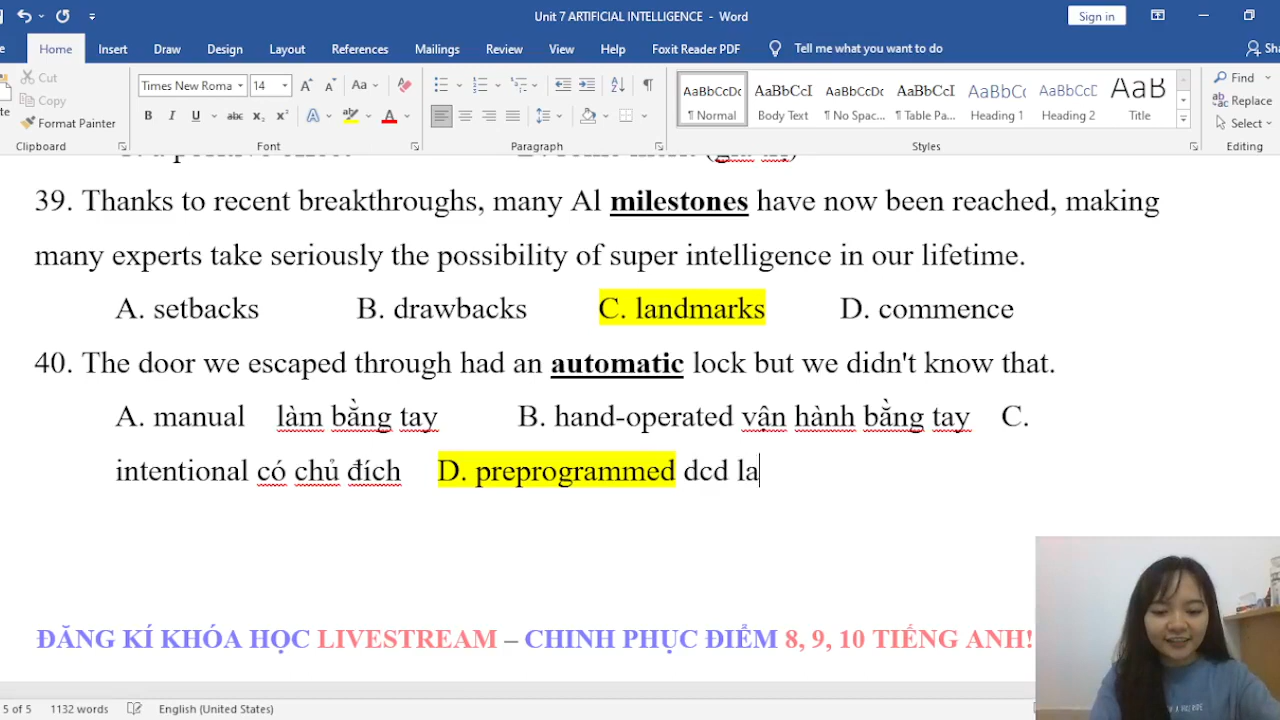 Unit 7 ARTIFICIAL INTELLIGENCE - Word
Sign in
Home Insert Draw Design Layout References Mailings Review View Help Foxit Reader PDF Tell me what you want to do
Cut
Copy
Format Painter
Clipboard
Times New Roma 14
Font
Paragraph
AaBbCcDc AaBbCcI AaBbCcDc AaBbCcI AaBbCc AaBbCcD AaB
¶ Normal Body Text ¶ No Spac... ¶ Table Pa... Heading 1 Heading 2 Title
Styles
Find
Replace
Select
Editing
39. Thanks to recent breakthroughs, many Al milestones have now been reached, making
many experts take seriously the possibility of super intelligence in our lifetime.
A. setbacks B. drawbacks C. landmarks D. commence
40. The door we escaped through had an automatic lock but we didn't know that.
A. manual làm bằng tay B. hand-operated vận hành bằng tay C.
intentional có chủ đích D. preprogrammed dcd la
ĐĂNG KÍ KHÓA HỌC LIVESTREAM – CHINH PHỤC ĐIỂM 8, 9, 10 TIẾNG ANH!
5 of 5 1132 words English (United States)